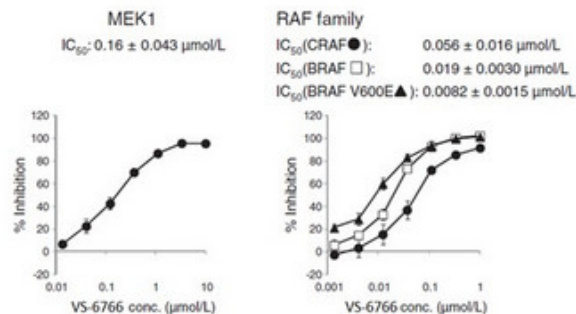 MEK1
IC50: 0.16 ± 0.043 µmol/L
% Inhibition
120
100
80
60
40
20
0
-20
0.01
0.1
1
10
VS-6766 conc. (µmol/L)
RAF family
IC50(CRAF●): 0.056 ± 0.016 µmol/L
IC50(BRAF □): 0.019 ± 0.0030 µmol/L
IC50(BRAF V600E▲): 0.0082 ± 0.0015 µmol/L
% Inhibition
120
100
80
60
40
20
0
-20
0.001
0.01
0.1
1
VS-6766 conc. (µmol/L)